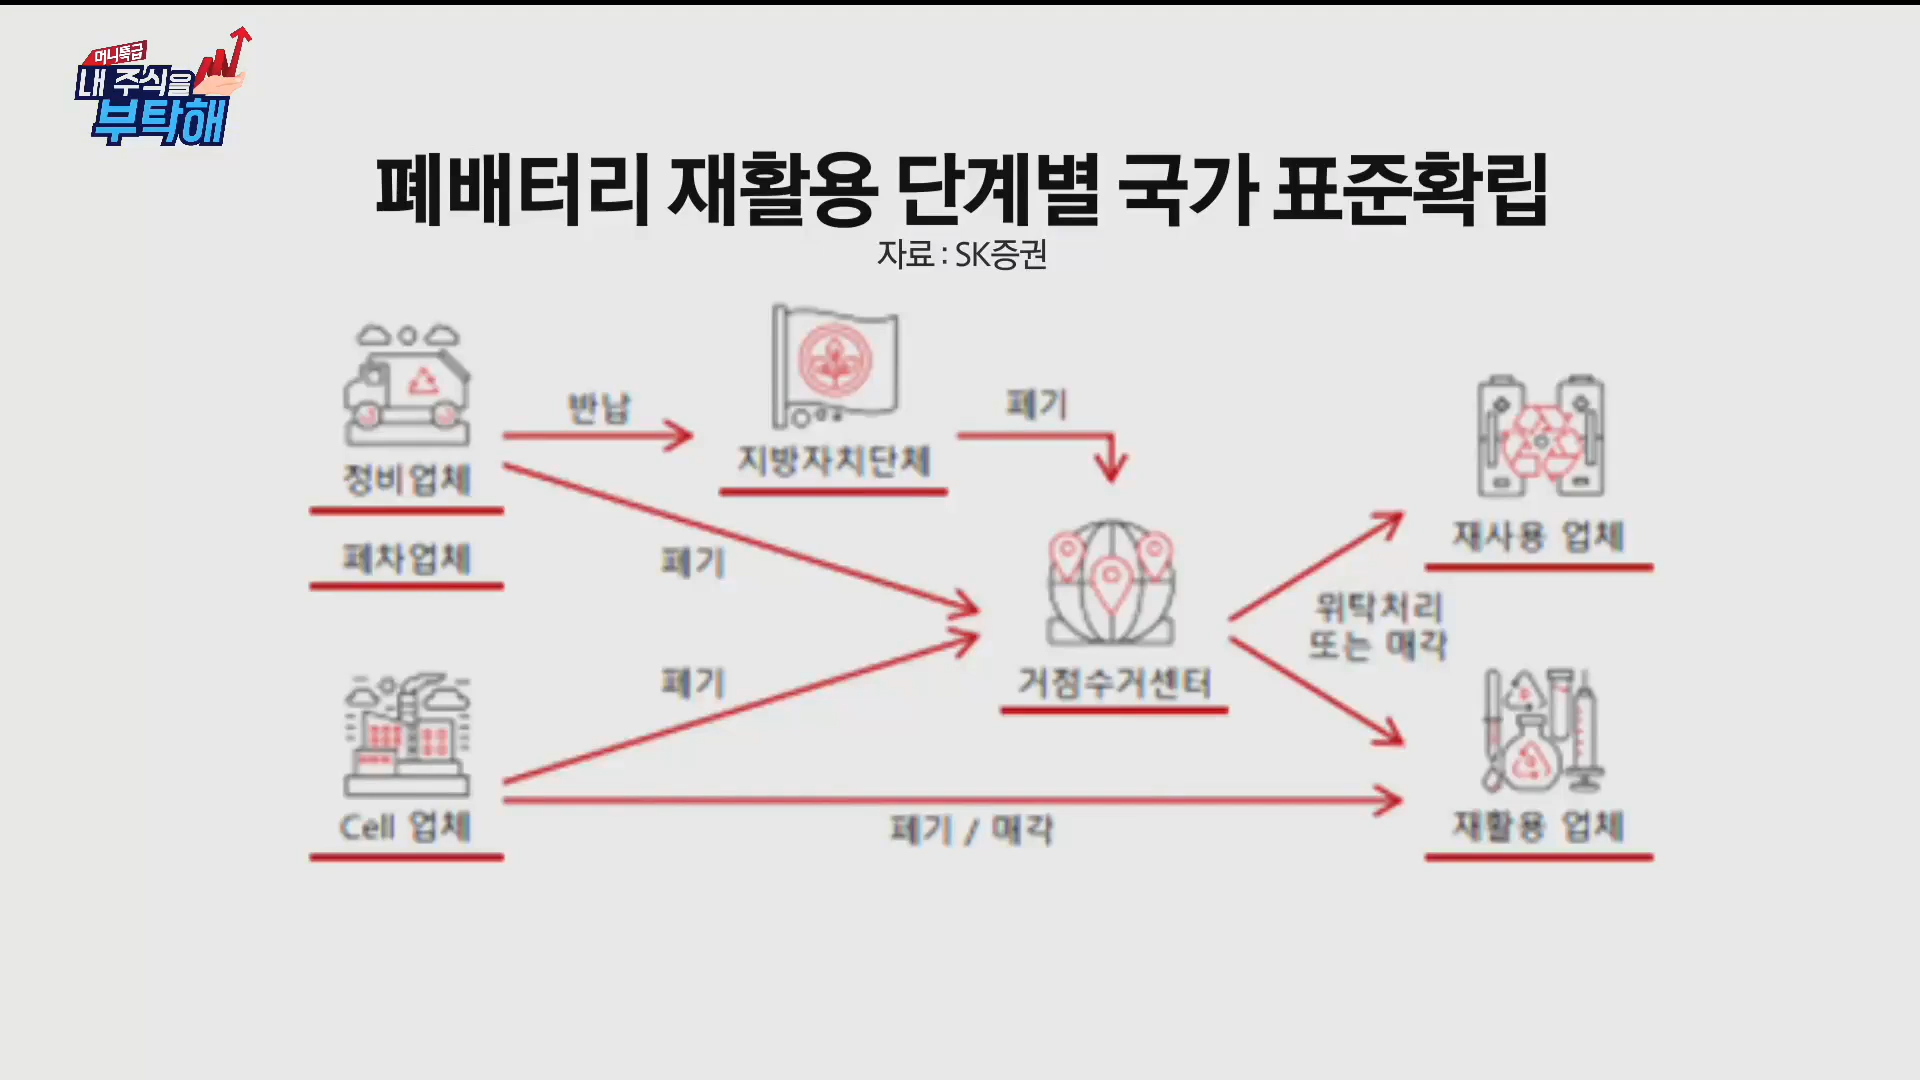 머니똑급
내 주식을
부탁해
폐배터리 재활용 단계별 국가 표준확립
자료 : SK증권
정비업체
폐차업체
반납
지방자치단체
폐기
폐기
거점수거센터
폐기
Cell 업체
폐기 / 매각
재사용 업체
위탁처리
또는 매각
재활용 업체